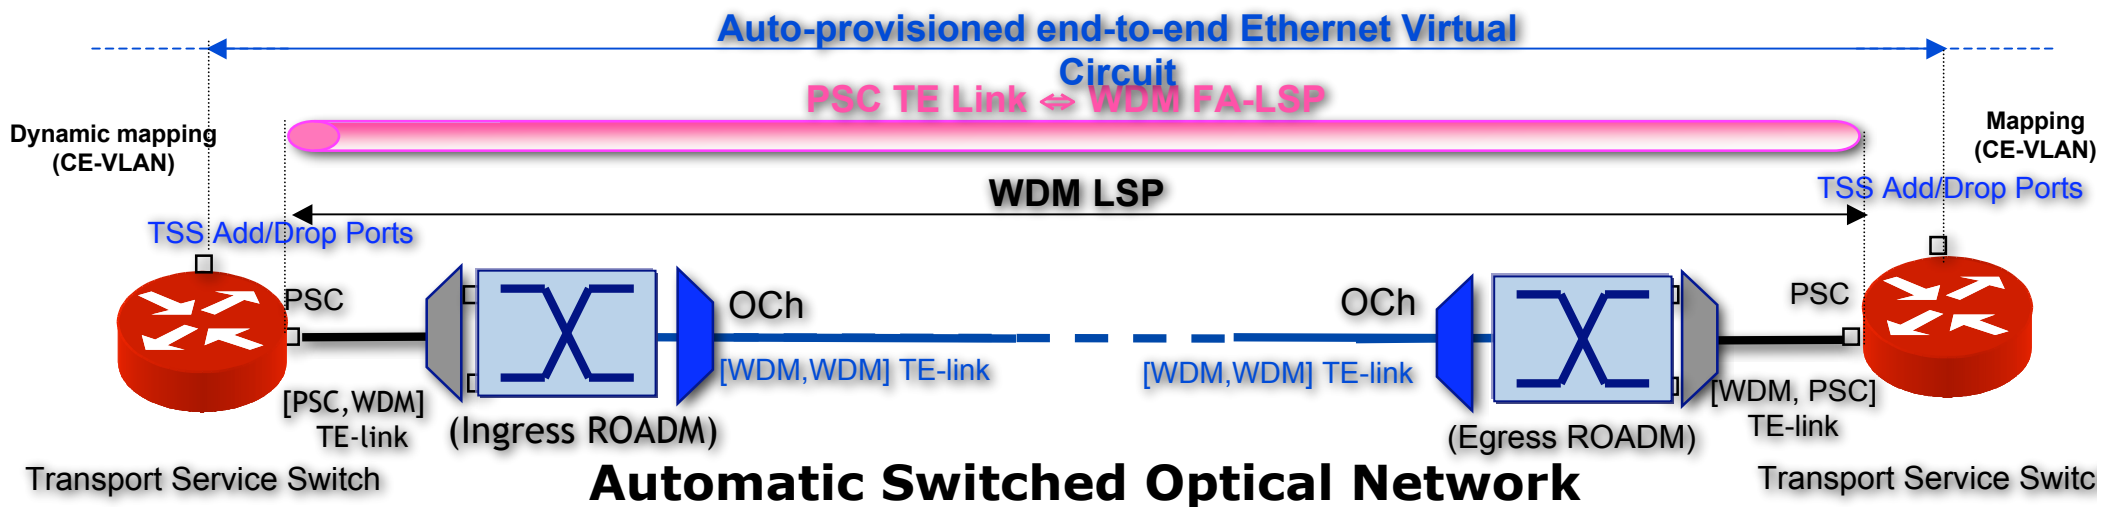 Auto-provisioned end-to-end Ethernet Virtual
Circuit
PSC TE Link ⇔ WDM FA-LSP
Dynamic mapping
(CE-VLAN)
Mapping
(CE-VLAN)
WDM LSP
TSS Add/Drop Ports
TSS Add/Drop Ports
PSC
OCh
OCh
PSC
[WDM,WDM] TE-link
[WDM,WDM] TE-link
[PSC,WDM]
TE-link
(Ingress ROADM)
(Egress ROADM)
[WDM, PSC]
TE-link
Transport Service Switch
Automatic Switched Optical Network
Transport Service Switc